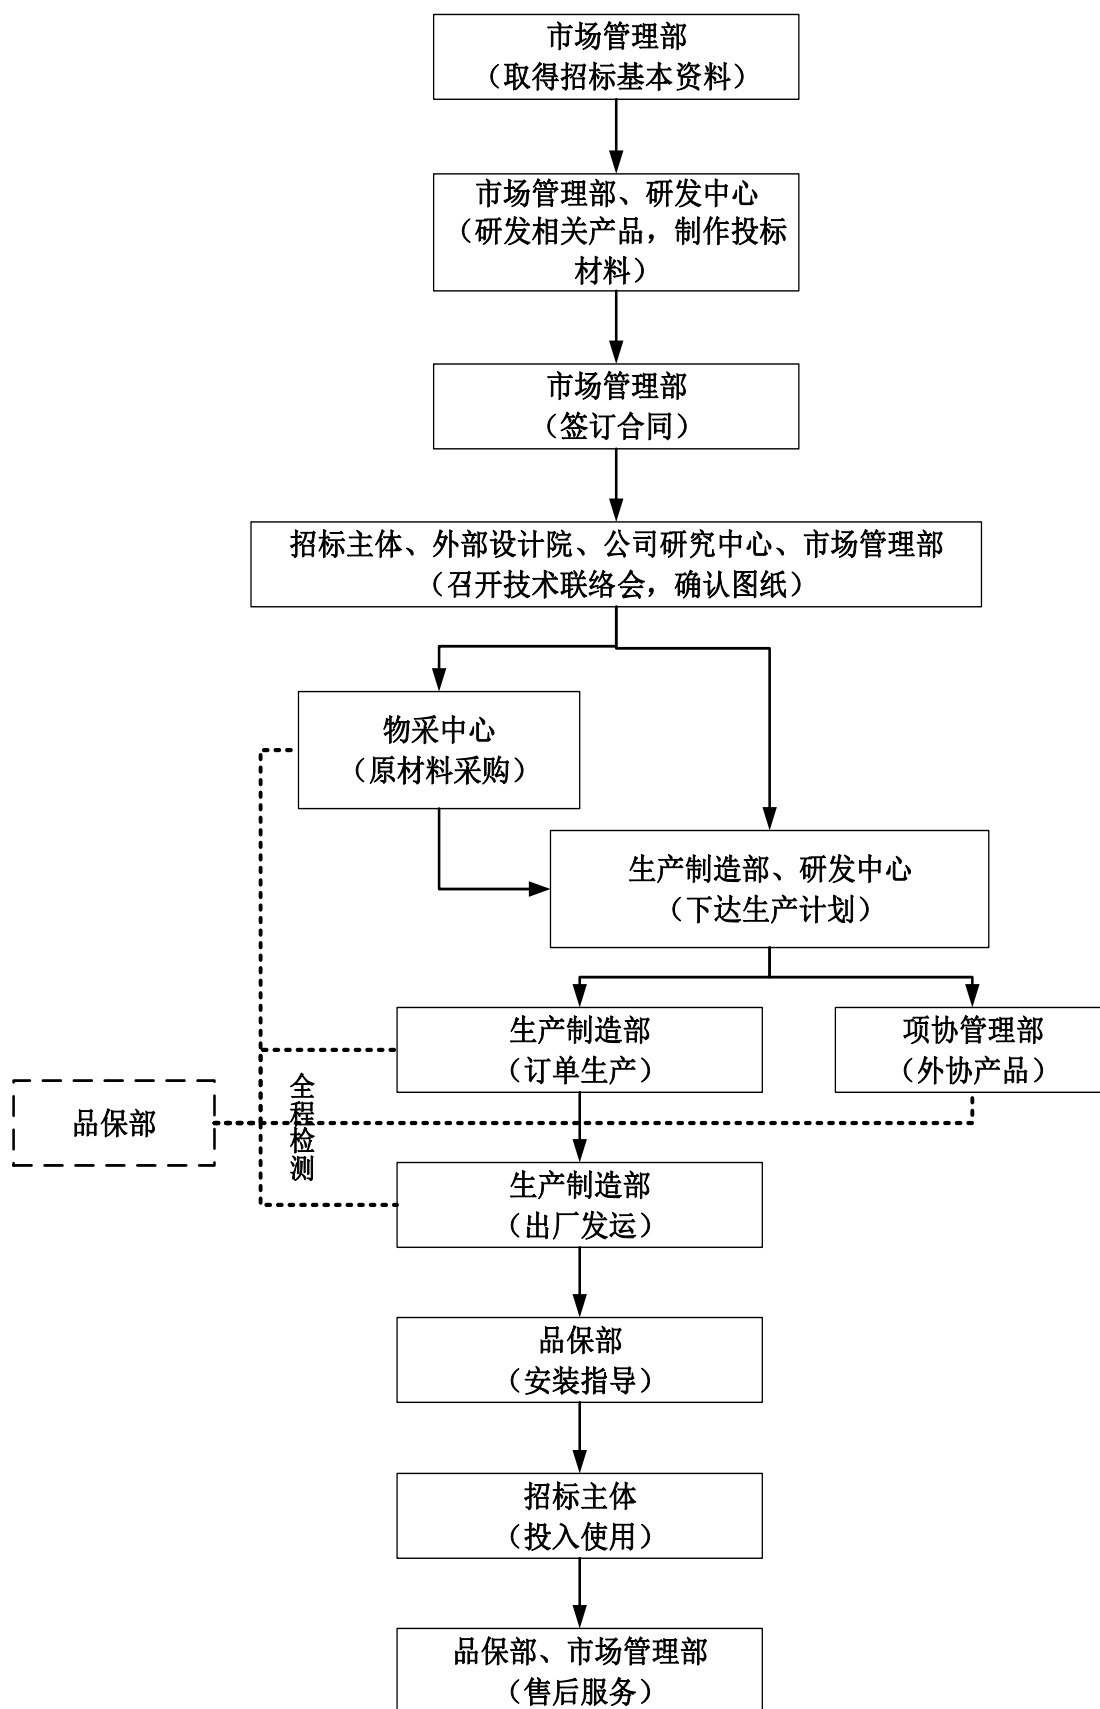 市场管理部
（取得招标基本资料）
市场管理部、研发中心
（研发相关产品，制作投标
材料）
市场管理部
（签订合同）
招标主体、外部设计院、公司研究中心、市场管理部
（召开技术联络会，确认图纸）
物采中心
（原材料采购）
生产制造部、研发中心
（下达生产计划）
生产制造部
（订单生产）
项协管理部
（外协产品）
品保部
全程检测
生产制造部
（出厂发运）
品保部
（安装指导）
招标主体
（投入使用）
品保部、市场管理部
（售后服务）